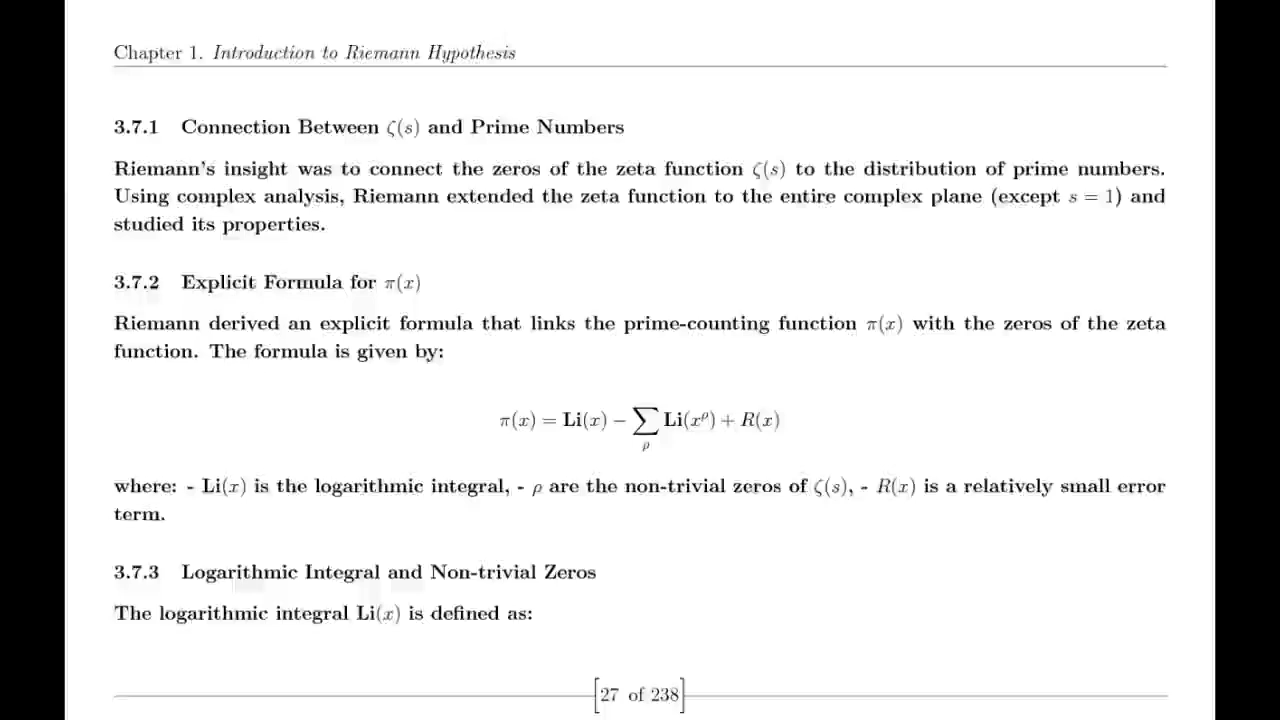 Chapter 1. Introduction to Riemann Hypothesis
3.7.1 Connection Between ζ(s) and Prime Numbers
Riemann's insight was to connect the zeros of the zeta function ζ(s) to the distribution of prime numbers.
Using complex analysis, Riemann extended the zeta function to the entire complex plane (except s = 1) and
studied its properties.
3.7.2 Explicit Formula for π(x)
Riemann derived an explicit formula that links the prime-counting function π(x) with the zeros of the zeta
function. The formula is given by:
π(x) = Li(x) − ∑ Li(x^ρ) + R(x)
ρ
where: - Li(x) is the logarithmic integral, - ρ are the non-trivial zeros of ζ(s), - R(x) is a relatively small error
term.
3.7.3 Logarithmic Integral and Non-trivial Zeros
The logarithmic integral Li(x) is defined as:
[27 of 238]